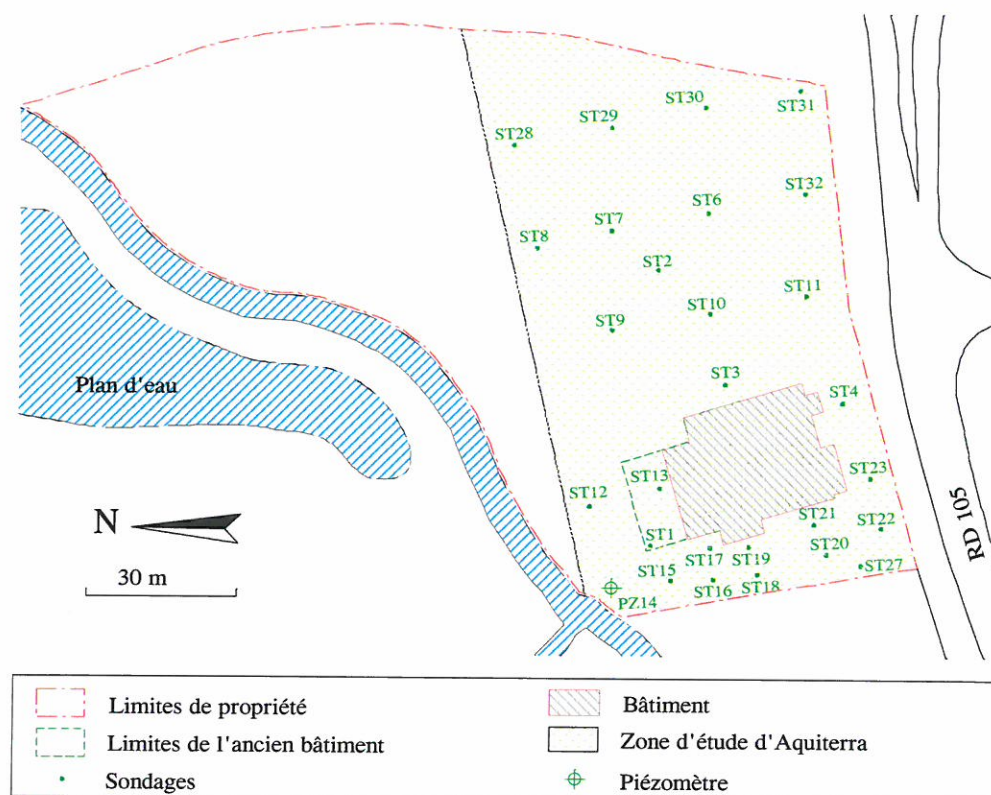 ST30
ST31
ST29
ST28
ST32
ST6
ST7
ST8
ST2
ST11
ST10
ST9
ST3
Plan d'eau
ST4
ST13
ST23
ST12
N
ST21
ST22
ST1
ST17
ST19
ST20
RD 105
ST15
ST27
30 m
ST16
ST18
PZ14
Limites de propriété
Bâtiment
Limites de l'ancien bâtiment
Zone d'étude d'Aquiterra
Sondages
Piézomètre